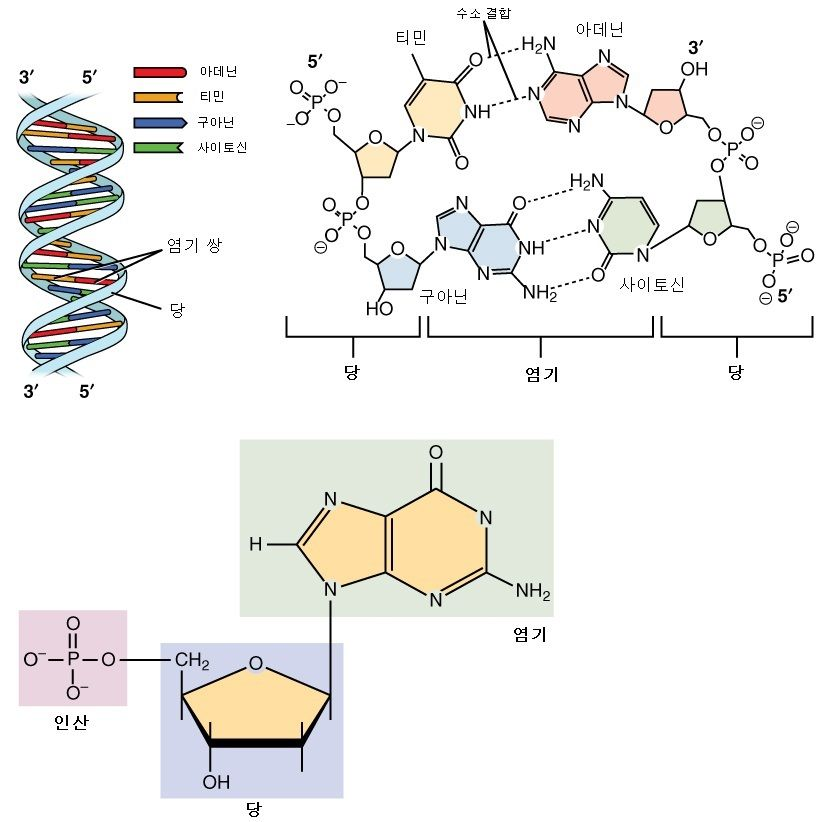 3′ 5′
아데닌
티민
구아닌
사이토신
염기 쌍
당
3′ 5′
수소 결합
티민
아데닌
5′
3′
O
H₂N
N
OH
O
O⁻
P
⁻O
O
NH
N
N
N
N
O
O
O
O
P
O
O
O⁻
P
O
O
O
⁻
N
O
H₂N
O
P
O
O
N
N
N
NH
N
NH₂
N
O
O
O
O⁻
P
O
O
⁻
5′
HO
구아닌
사이토신
당
염기
당
O
N
N
H
N
N
NH₂
염기
O
O⁻
P
O
CH₂
O
O⁻
인산
OH
당